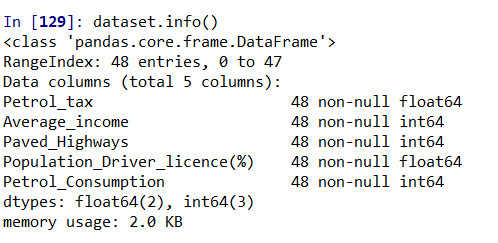 In [129]: dataset.info()
<class 'pandas.core.frame.DataFrame'>
RangeIndex: 48 entries, 0 to 47
Data columns (total 5 columns):
Petrol_tax                      48 non-null float64
Average_income                  48 non-null int64
Paved_Highways                  48 non-null int64
Population_Driver_licence(%)    48 non-null float64
Petrol_Consumption              48 non-null int64
dtypes: float64(2), int64(3)
memory usage: 2.0 KB